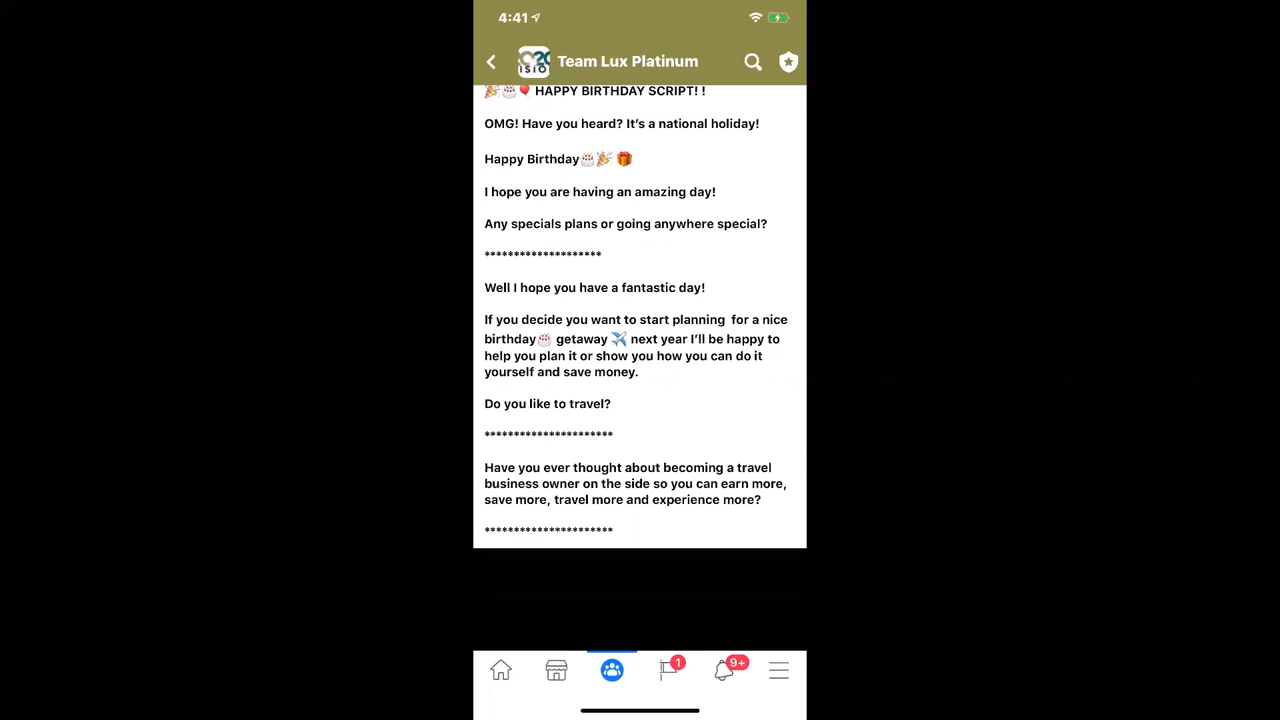 4:41
Team Lux Platinum
ISIO
🎉🎂🎈 HAPPY BIRTHDAY SCRIPT! !
OMG! Have you heard? It’s a national holiday!
Happy Birthday🎂🎉 🎁
I hope you are having an amazing day!
Any specials plans or going anywhere special?
********************
Well I hope you have a fantastic day!
If you decide you want to start planning for a nice
birthday🎂 getaway ✈️ next year I’ll be happy to
help you plan it or show you how you can do it
yourself and save money.
Do you like to travel?
**********************
Have you ever thought about becoming a travel
business owner on the side so you can earn more,
save more, travel more and experience more?
**********************
1
9+